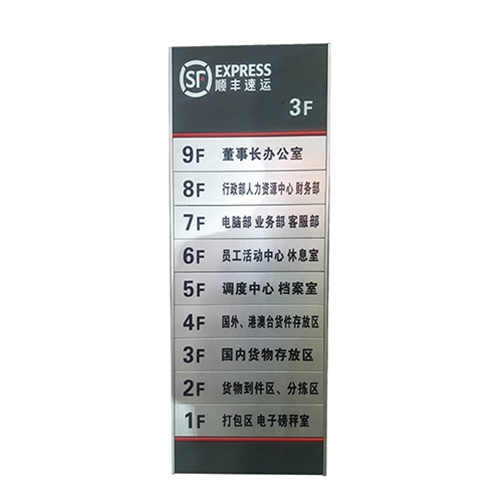 SF EXPRESS
顺丰速运
3F
9F 董事长办公室
8F 行政部人力资源中心 财务部
7F 电脑部 业务部 客服部
6F 员工活动中心 休息室
5F 调度中心 档案室
4F 国外、港澳台货件存放区
3F 国内货物存放区
2F 货物到件区、分拣区
1F 打包区 电子磅秤室